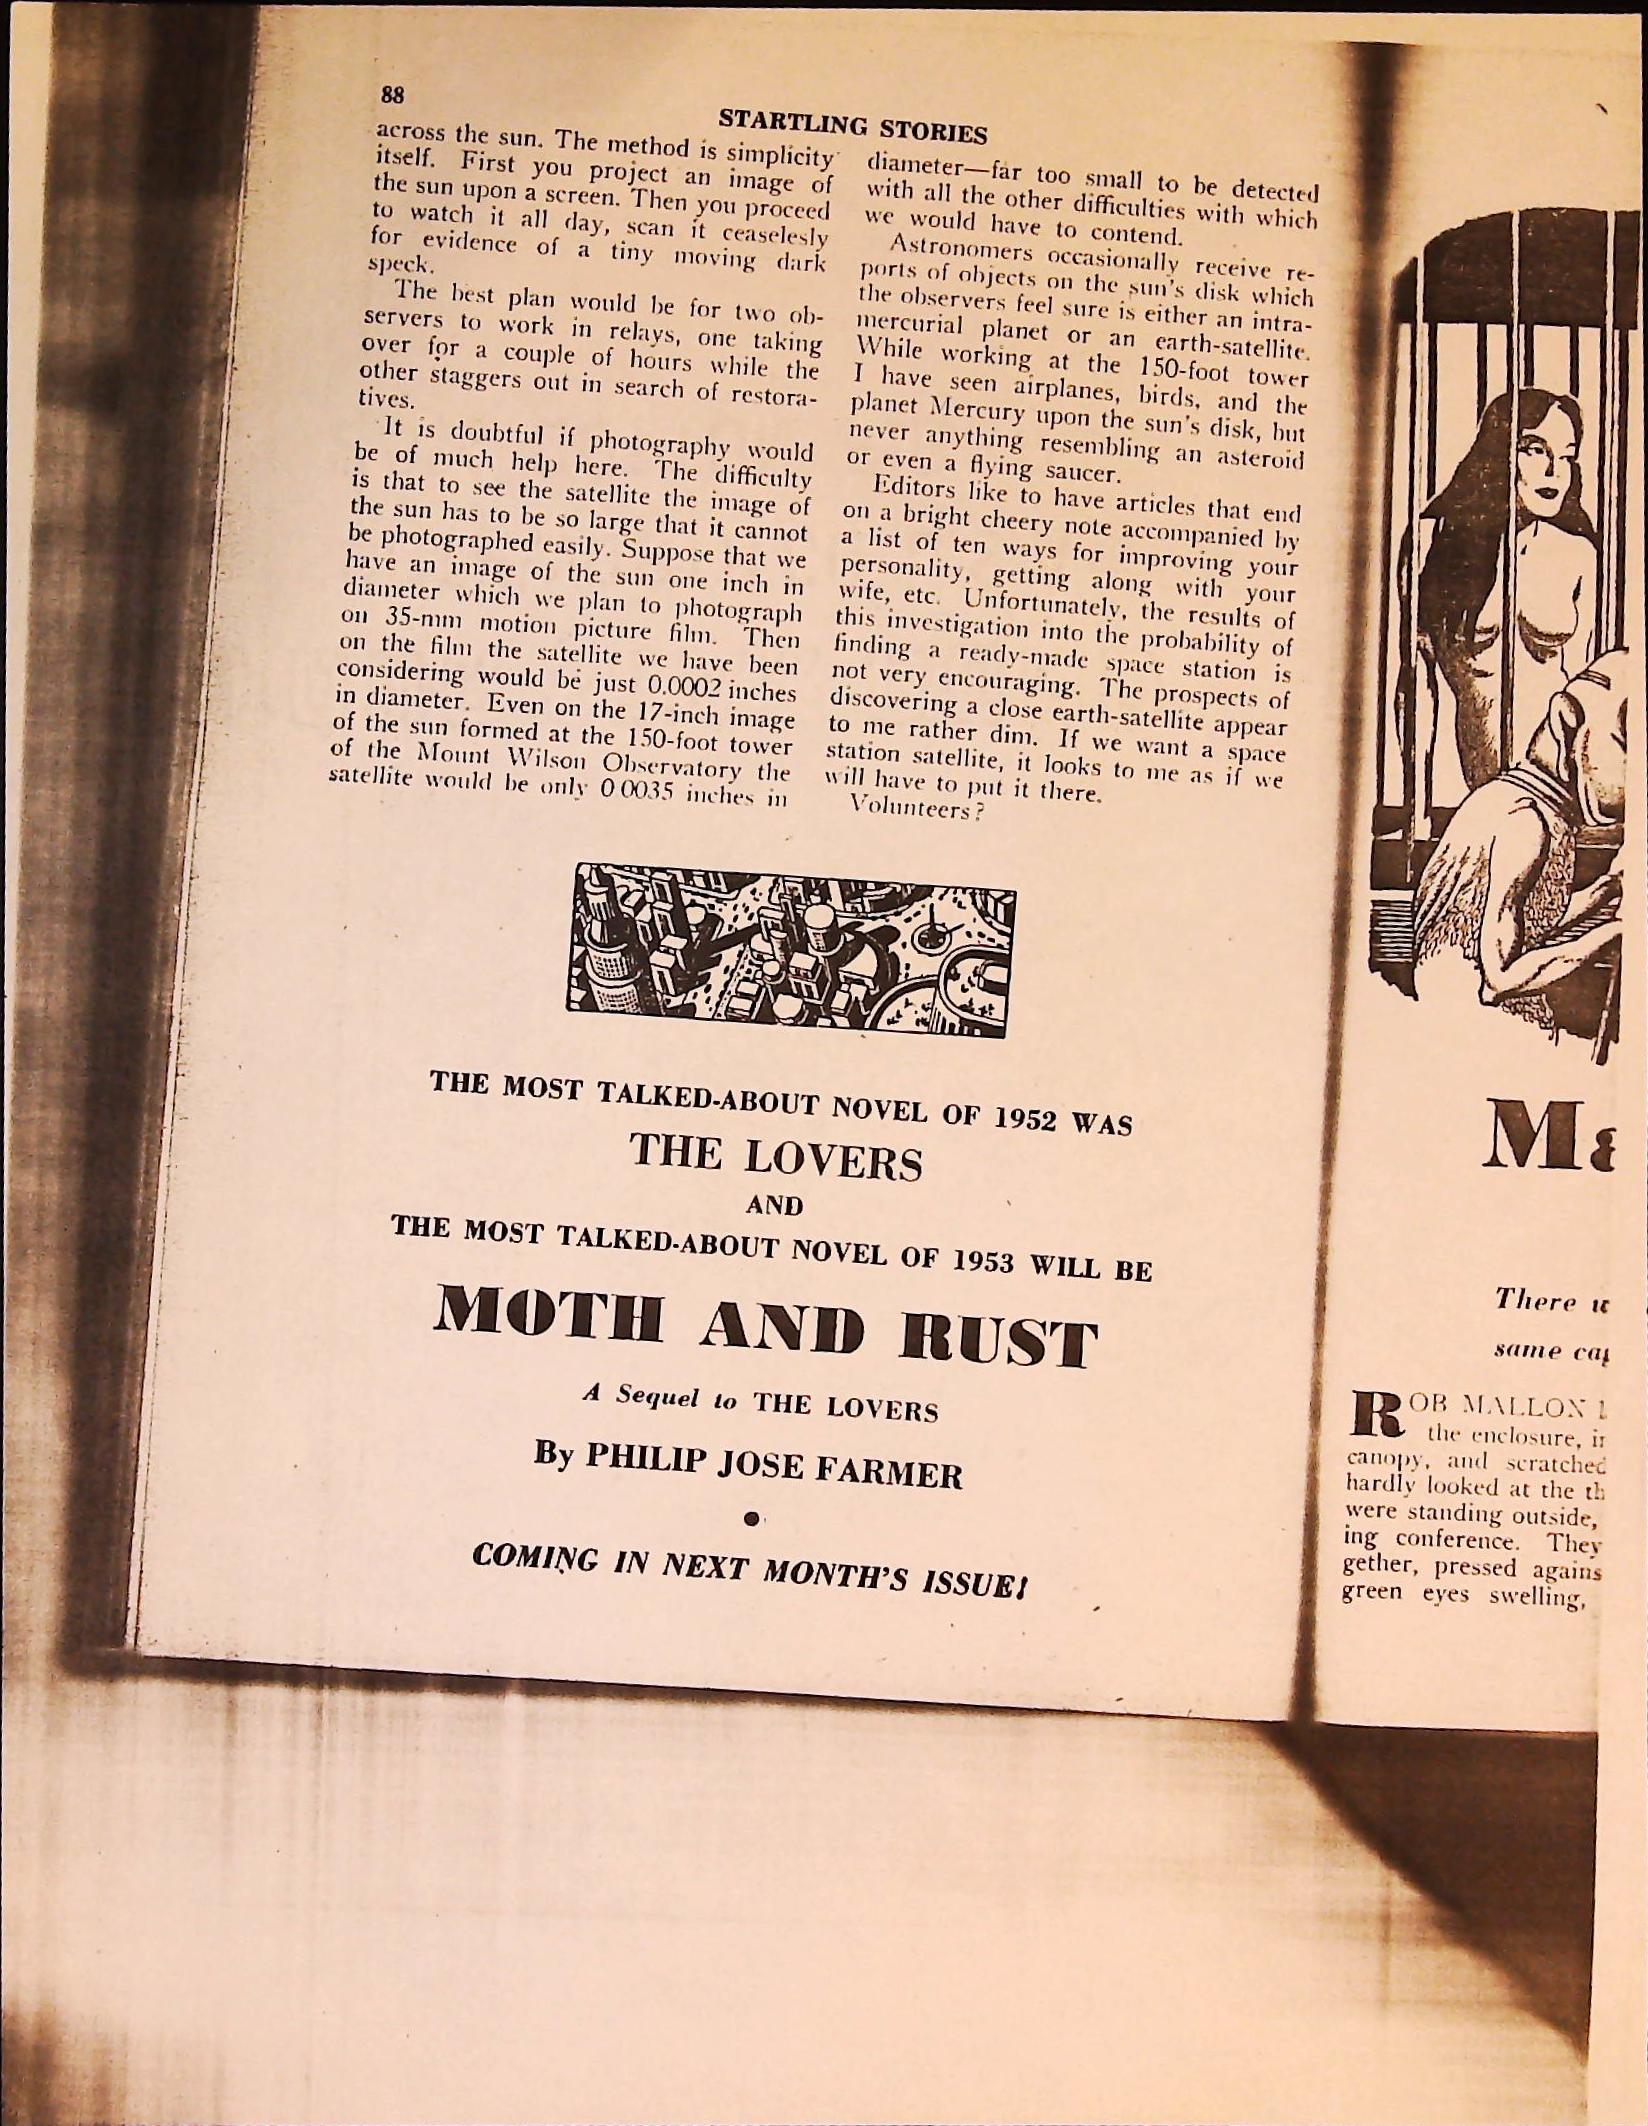 88
STARTLING STORIES
across the sun. The method is simplicity
itself. First you project an image of
the sun upon a screen. Then you proceed
to watch it all day, scan it ceaselesly
for evidence of a tiny moving dark
speck.
The best plan would be for two ob-
servers to work in relays, one taking
over for a couple of hours while the
other staggers out in search of restora-
tives.
It is doubtful if photography would
be of much help here. The difficulty
is that to see the satellite the image of
the sun has to be so large that it cannot
be photographed easily. Suppose that we
have an image of the sun one inch in
diameter which we plan to photograph
on 35-mm motion picture film. Then
on the film the satellite we have been
considering would be just 0.0002 inches
in diameter. Even on the 17-inch image
of the sun formed at the 150-foot tower
of the Mount Wilson Observatory the
satellite would be only 0.0035 inches in
diameter—far too small to be detected
with all the other difficulties with which
we would have to contend.
Astronomers occasionally receive re-
ports of objects on the sun's disk which
the observers feel sure is either an intra-
mercurial planet or an earth-satellite.
While working at the 150-foot tower
I have seen airplanes, birds, and the
planet Mercury upon the sun's disk, but
never anything resembling an asteroid
or even a flying saucer.
Editors like to have articles that end
on a bright cheery note accompanied by
a list of ten ways for improving your
personality, getting along with your
wife, etc. Unfortunately, the results of
this investigation into the probability of
finding a ready-made space station is
not very encouraging. The prospects of
discovering a close earth-satellite appear
to me rather dim. If we want a space
station satellite, it looks to me as if we
will have to put it there.
Volunteers?
THE MOST TALKED-ABOUT NOVEL OF 1952 WAS
THE LOVERS
AND
THE MOST TALKED-ABOUT NOVEL OF 1953 WILL BE
MOTH AND RUST
A Sequel to THE LOVERS
By PHILIP JOSE FARMER
COMING IN NEXT MONTH'S ISSUE!
There
same
ROB MALLON
the enclosure,
canopy, and scratched
hardly looked at the
were standing outside,
ing conference. They
gether, pressed
green eyes swelling,